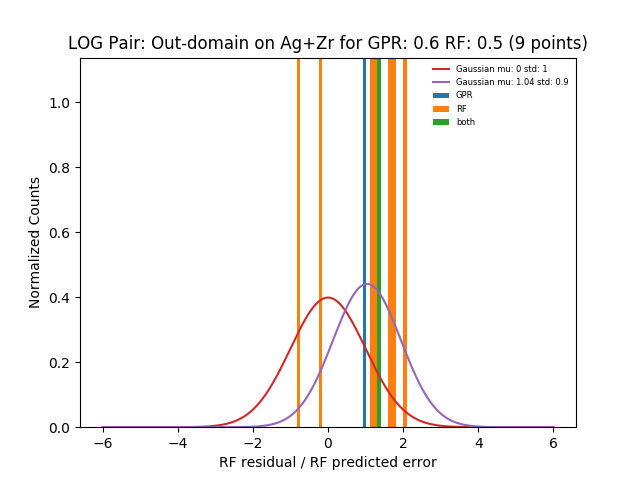 LOG Pair: Out-domain on Ag+Zr for GPR: 0.6 RF: 0.5 (9 points)
Gaussian mu: 0 std: 1
Gaussian mu: 1.04 std: 0.9
GPR
RF
both
Normalized Counts
1.0
0.8
0.6
0.4
0.2
0.0
−6
−4
−2
0
2
4
6
RF residual / RF predicted error